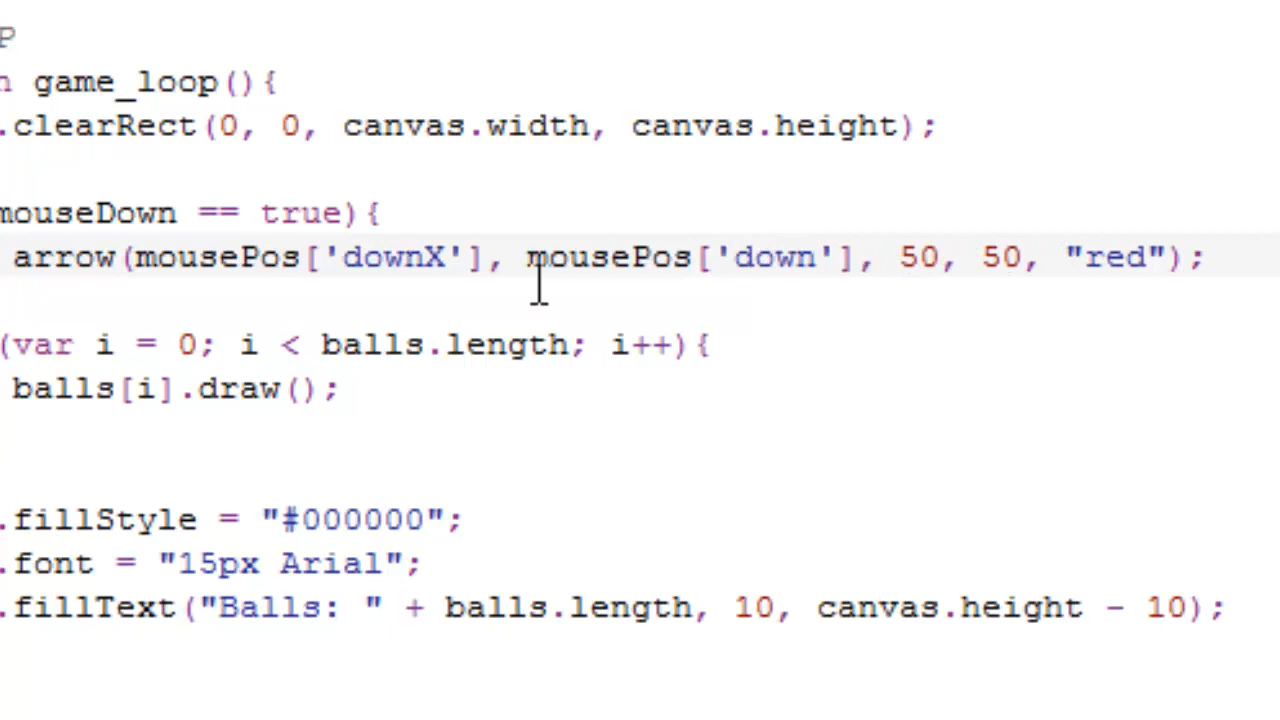 P
n game_loop(){
.clearRect(0, 0, canvas.width, canvas.height);
mouseDown == true){
arrow(mousePos['downX'], mousePos['down'], 50, 50, "red");
(var i = 0; i < balls.length; i++){
balls[i].draw();
.fillStyle = "#000000";
.font = "15px Arial";
.fillText("Balls: " + balls.length, 10, canvas.height - 10);